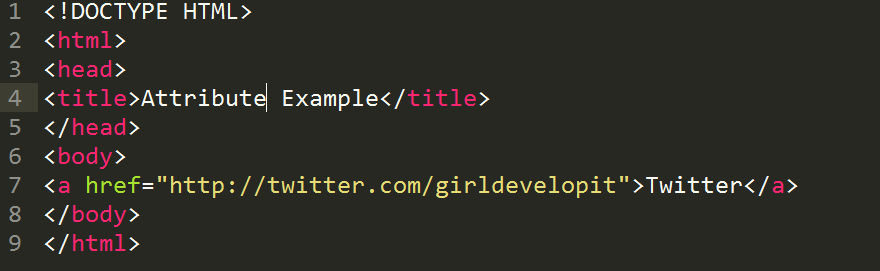 1 <!DOCTYPE HTML>
2 <html>
3 <head>
4 <title>Attribute Example</title>
5 </head>
6 <body>
7 <a href="http://twitter.com/girldevelopit">Twitter</a>
8 </body>
9 </html>